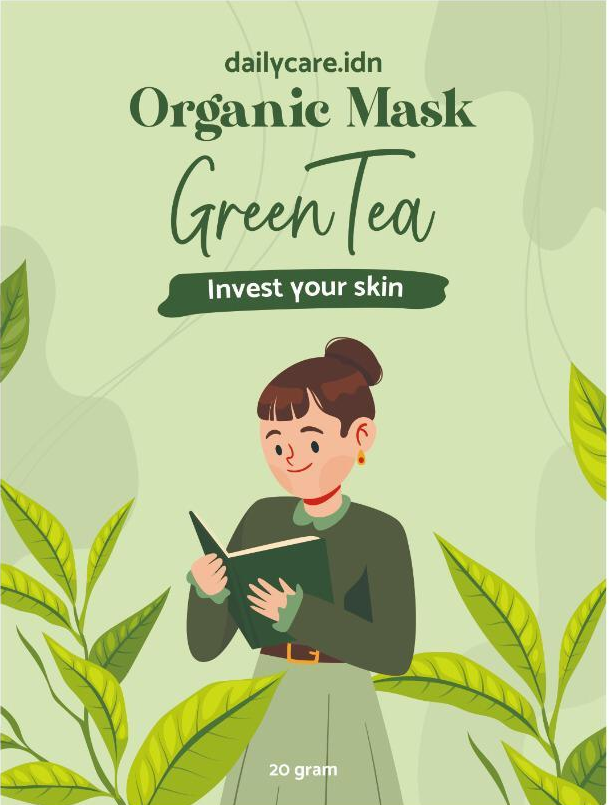 dailycare.idn
Organic Mask
Green Tea
Invest your skin
20 gram